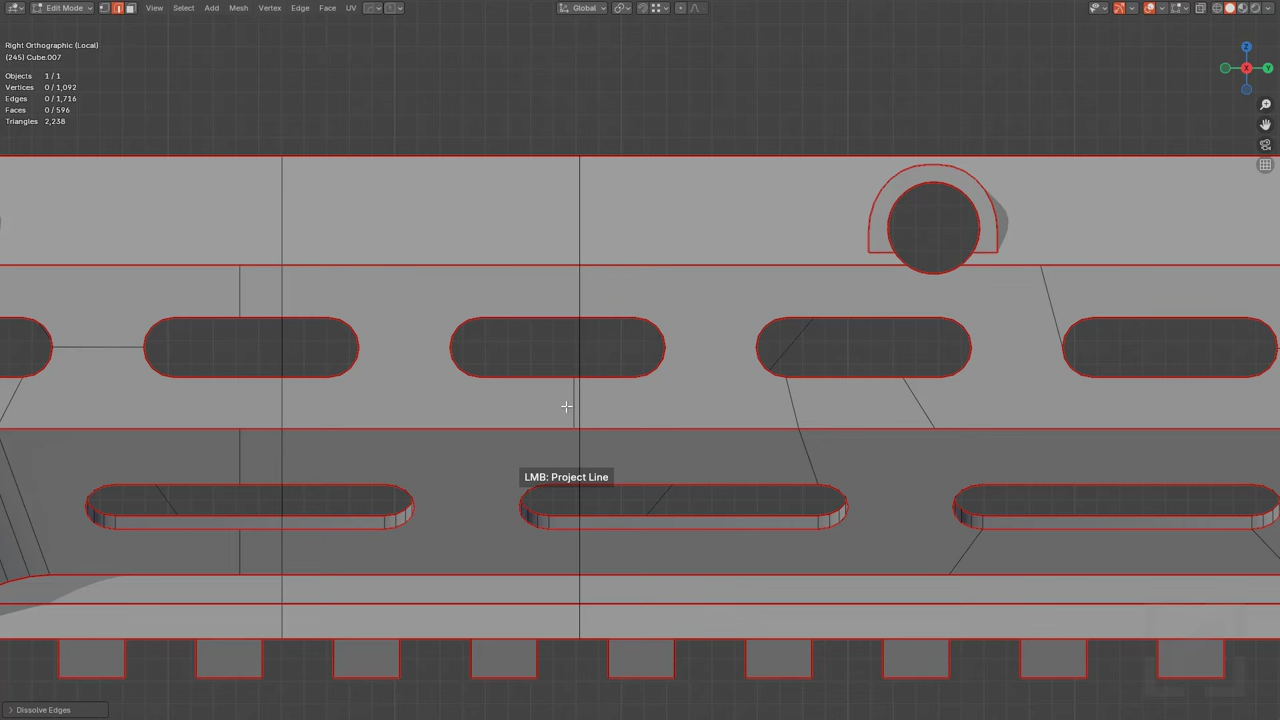 Edit Mode View Select Add Mesh Vertex Edge Face UV Global
Right Orthographic (Local)
(245) Cube.007
Objects 1 / 1
Vertices 0 / 1,092
Edges 0 / 1,716
Faces 0 / 596
Triangles 2,238
Z
X
Y
LMB: Project Line
Dissolve Edges